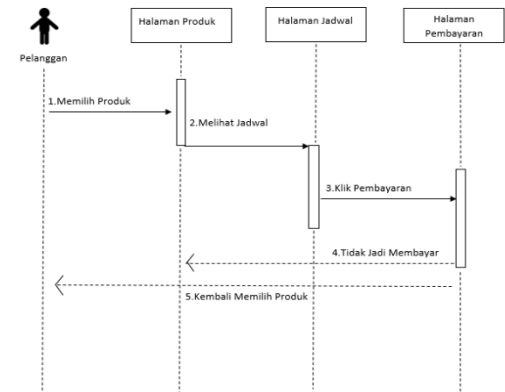 Halaman Produk
Halaman Jadwal
Halaman
Pembayaran
Pelanggan
1.Memilih Produk
2.Melihat Jadwal
3.Klik Pembayaran
4.Tidak Jadi Membayar
5.Kembali Memilih Produk